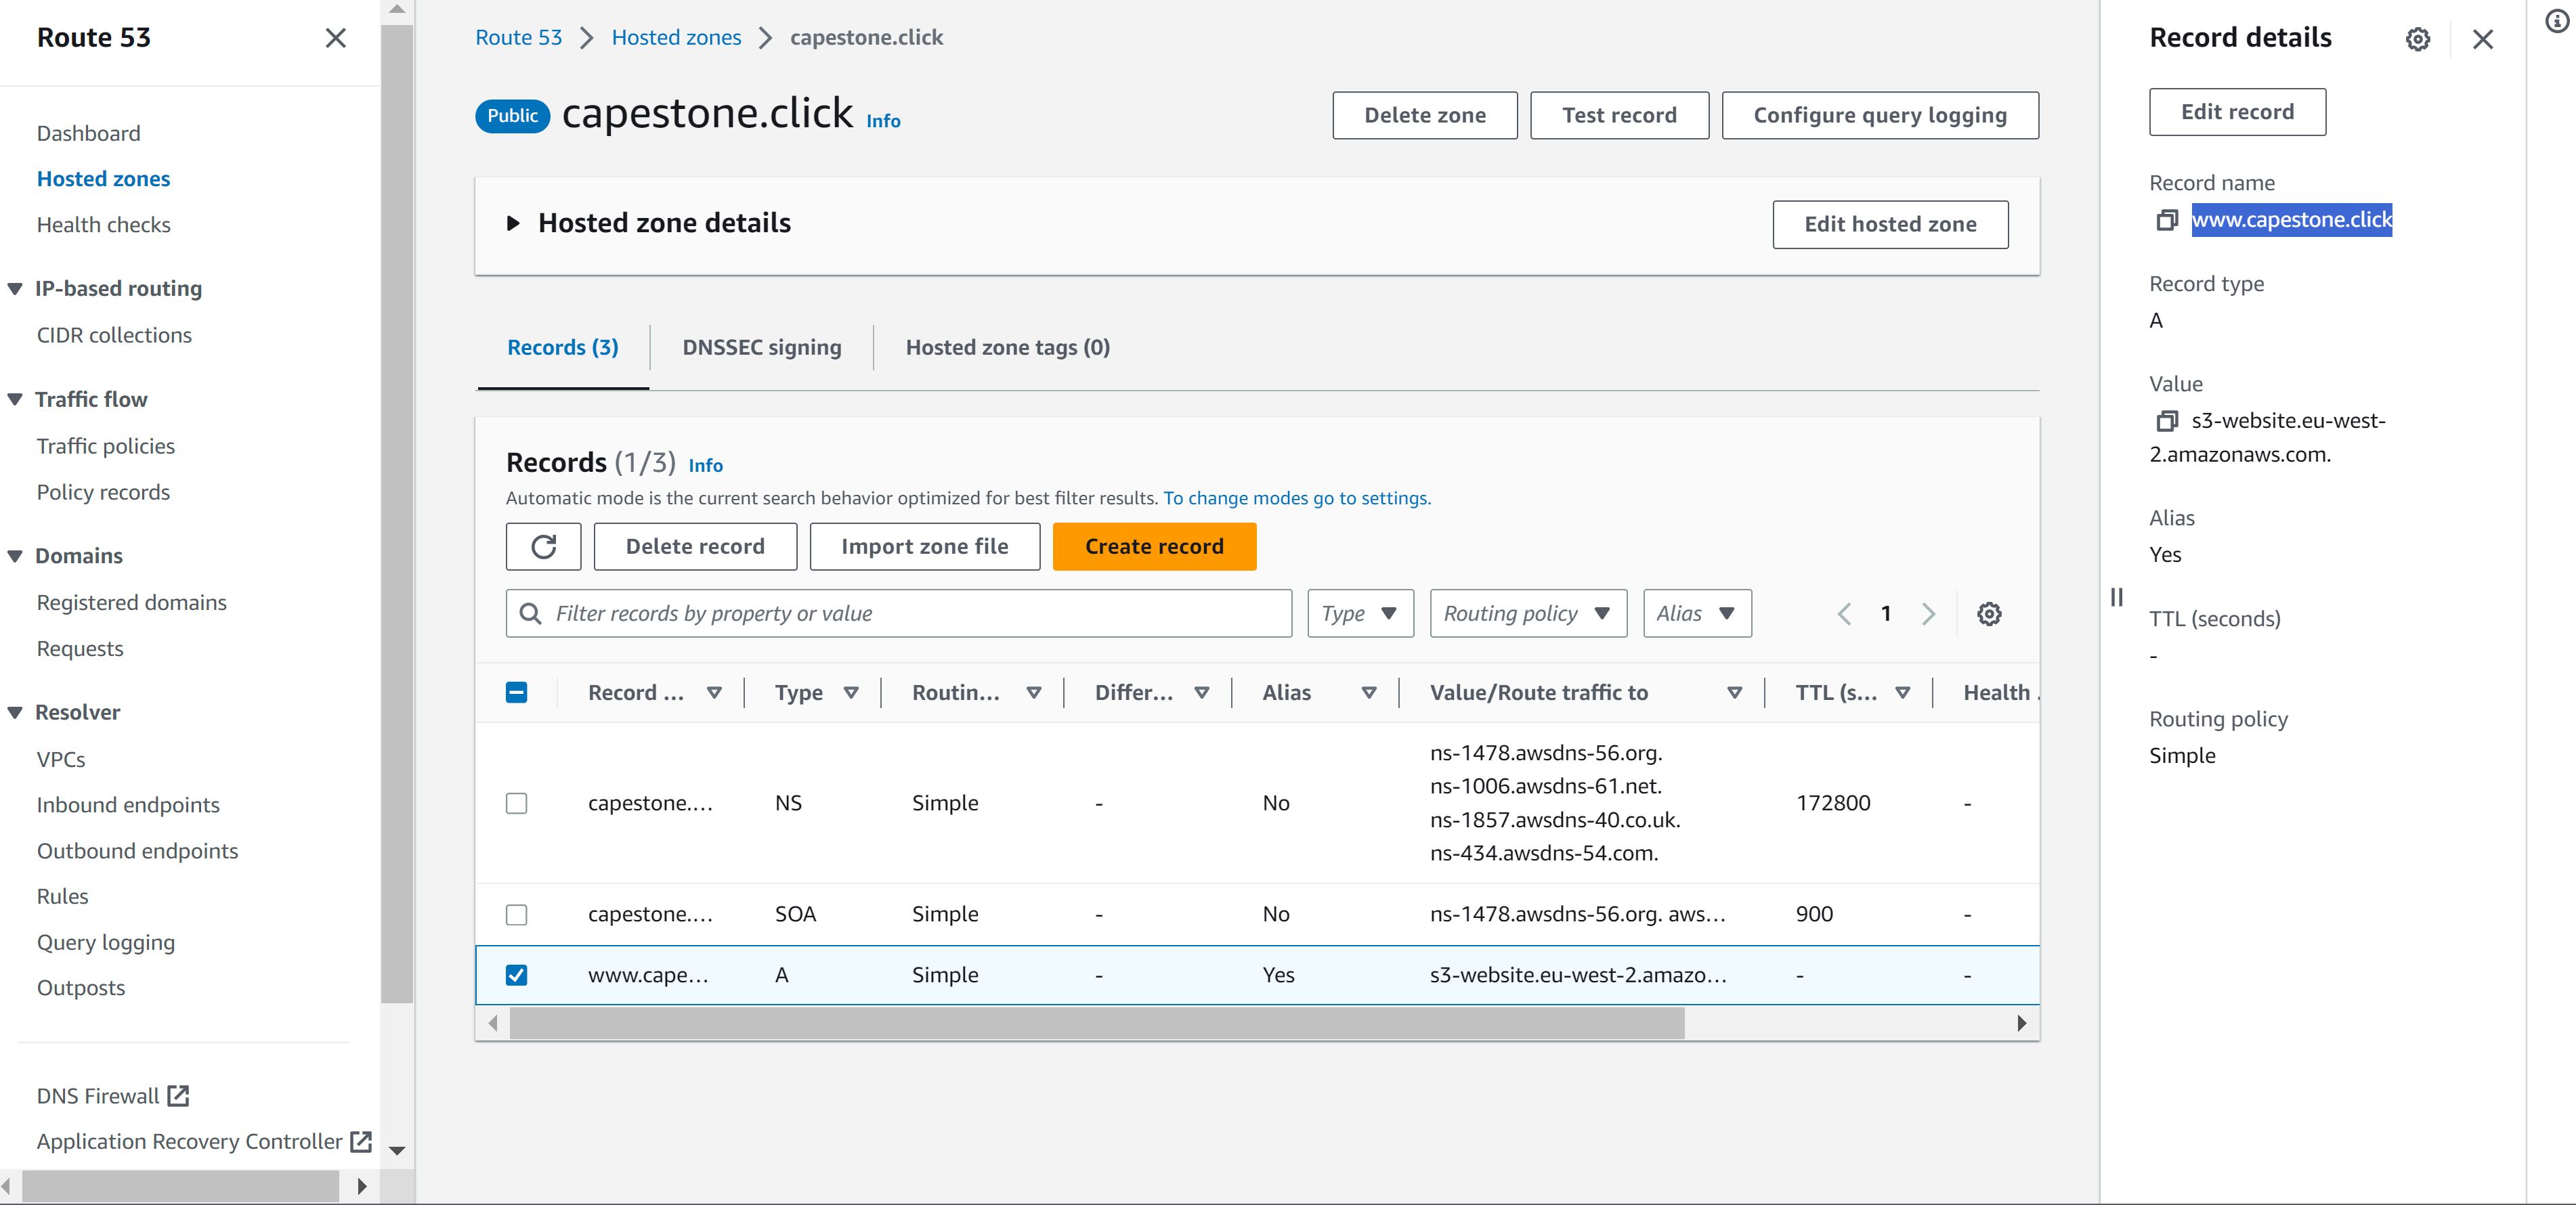 Route 53
Dashboard
Hosted zones
Health checks
IP-based routing
CIDR collections
Traffic flow
Traffic policies
Policy records
Domains
Registered domains
Requests
Resolver
VPCs
Inbound endpoints
Outbound endpoints
Rules
Query logging
Outposts
DNS Firewall
Application Recovery Controller
Route 53 > Hosted zones > capestone.click
Public capestone.click Info
Delete zone Test record Configure query logging
Hosted zone details Edit hosted zone
Records (3) DNSSEC signing Hosted zone tags (0)
Records (1/3) Info
Automatic mode is the current search behavior optimized for best filter results. To change modes go to settings.
Delete record Import zone file Create record
Filter records by property or value Type Routing policy Alias 1
Record ... Type Routin... Differ... Alias Value/Route traffic to TTL (s... Health .
capestone.... NS Simple - No ns-1478.awsdns-56.org. 172800 -
ns-1006.awsdns-61.net.
ns-1857.awsdns-40.co.uk.
ns-434.awsdns-54.com.
capestone.... SOA Simple - No ns-1478.awsdns-56.org. aws... 900 -
www.cape... A Simple - Yes s3-website.eu-west-2.amazo... - -
Record details
Edit record
Record name
www.capestone.click
Record type
A
Value
s3-website.eu-west-
2.amazonaws.com.
Alias
Yes
TTL (seconds)
-
Routing policy
Simple